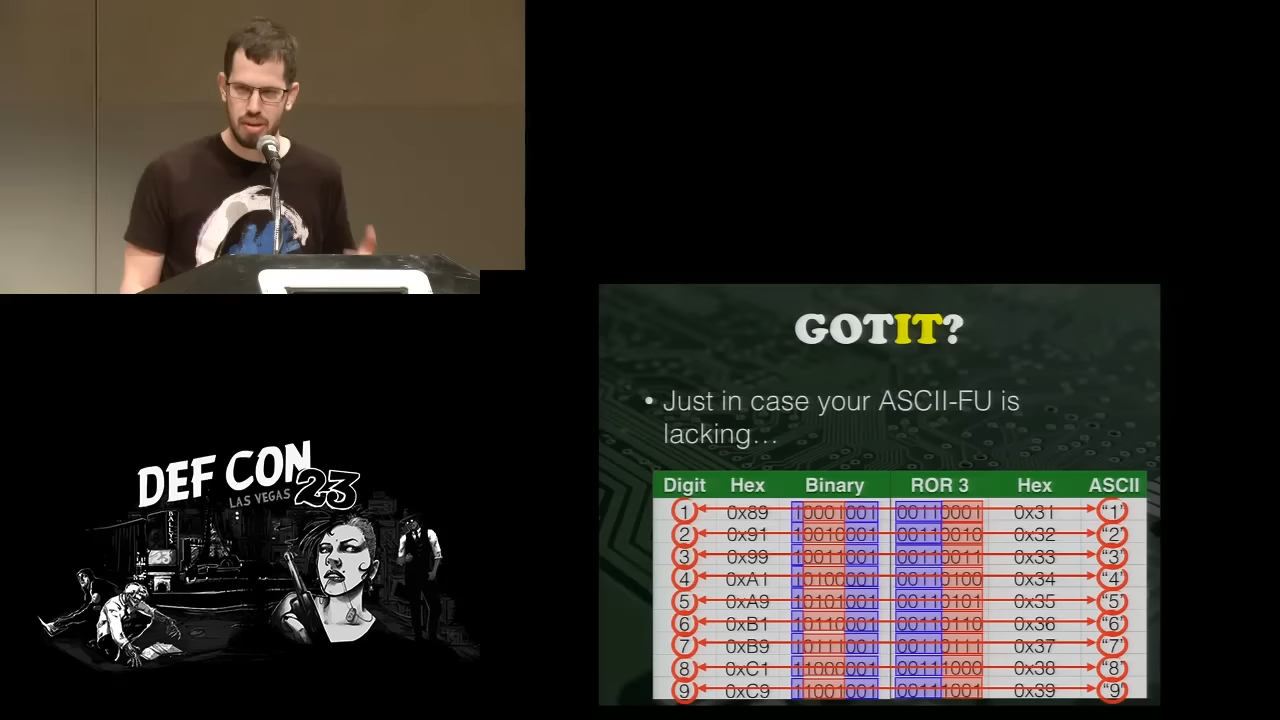 GOTIT?
• Just in case your ASCII-FU is
lacking…
Digit Hex Binary ROR 3 Hex ASCII
1 0x89 10001001 00110001 0x31 “1”
2 0x91 10010001 00110010 0x32 “2”
3 0x99 10011001 00110011 0x33 “3”
4 0xA1 10100001 00110100 0x34 “4”
5 0xA9 10101001 00110101 0x35 “5”
6 0xB1 10110001 00110110 0x36 “6”
7 0xB9 10111001 00110111 0x37 “7”
8 0xC1 11000001 00111000 0x38 “8”
9 0xC9 11001001 00111001 0x39 “9”
DEF CON 23
LAS VEGAS
BALLY'S